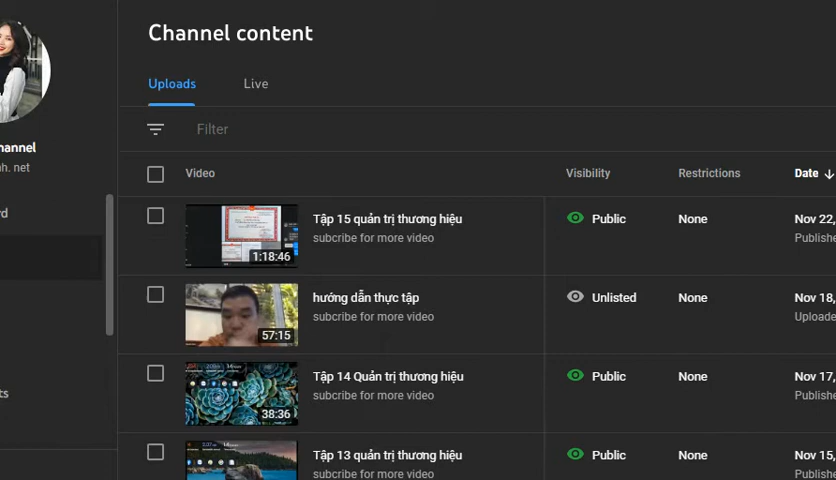 Channel content
Uploads
Live
Filter
Video
Visibility
Restrictions
Date
Tập 15 quản trị thương hiệu
subcribe for more video
1:18:46
Public
None
Nov 22,
Publishe
hướng dẫn thực tập
subcribe for more video
57:15
Unlisted
None
Nov 18,
Uploade
Tập 14 Quản trị thương hiệu
subcribe for more video
38:36
Public
None
Nov 17,
Publishe
Tập 13 quản trị thương hiệu
subcribe for more video
Public
None
Nov 15,
Publishe
hannel
h. net
rd
ts